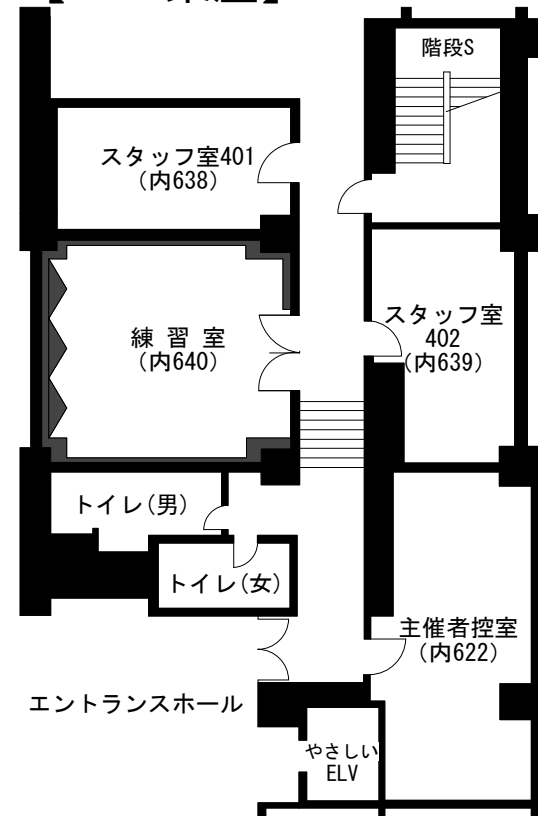 階段S
スタッフ室401
(内638)
練習室
(内640)
スタッフ室
402
(内639)
トイレ(男)
トイレ(女)
主催者控室
(内622)
エントランスホール
やさしい
ELV